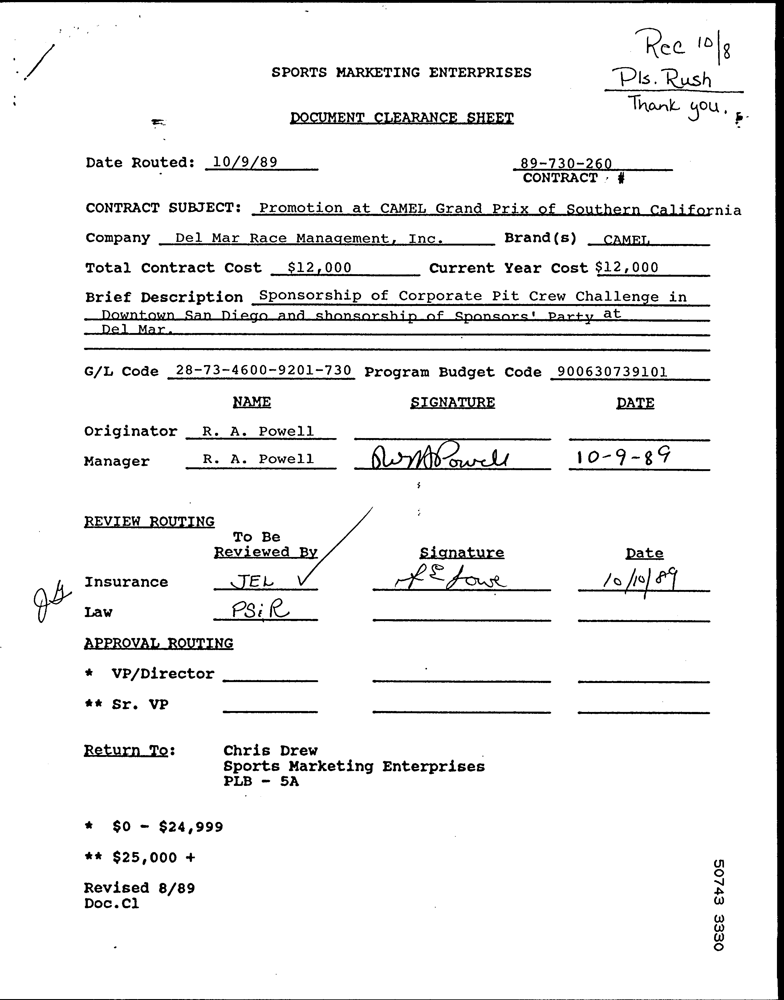 Rec 10/8
Pls. Rush
Thank you.
SPORTS MARKETING ENTERPRISES
DOCUMENT CLEARANCE SHEET
Date Routed: 10/9/89 89-730-260
CONTRACT #
CONTRACT SUBJECT: Promotion at CAMEL Grand Prix of Southern California
Company Del Mar Race Management, Inc. Brand(s) CAMEL
Total Contract Cost $12,000 Current Year Cost $12,000
Brief Description Sponsorship of Corporate Pit Crew Challenge in
Downtown San Diego and shonsorship of Sponsors' Party at
Del Mar.
G/L Code 28-73-4600-9201-730 Program Budget Code 900630739101
NAME SIGNATURE DATE
Originator R. A. Powell
Manager R. A. Powell RWAPowell 10-9-89
REVIEW ROUTING
To Be
Reviewed By Signature Date
Insurance JEL ✓ JE Lowe 10/10/89
Law PSiR
APPROVAL ROUTING
* VP/Director
** Sr. VP
Return To: Chris Drew
Sports Marketing Enterprises
PLB - 5A
* $0 - $24,999
** $25,000 +
Revised 8/89
Doc.Cl
50743 3330